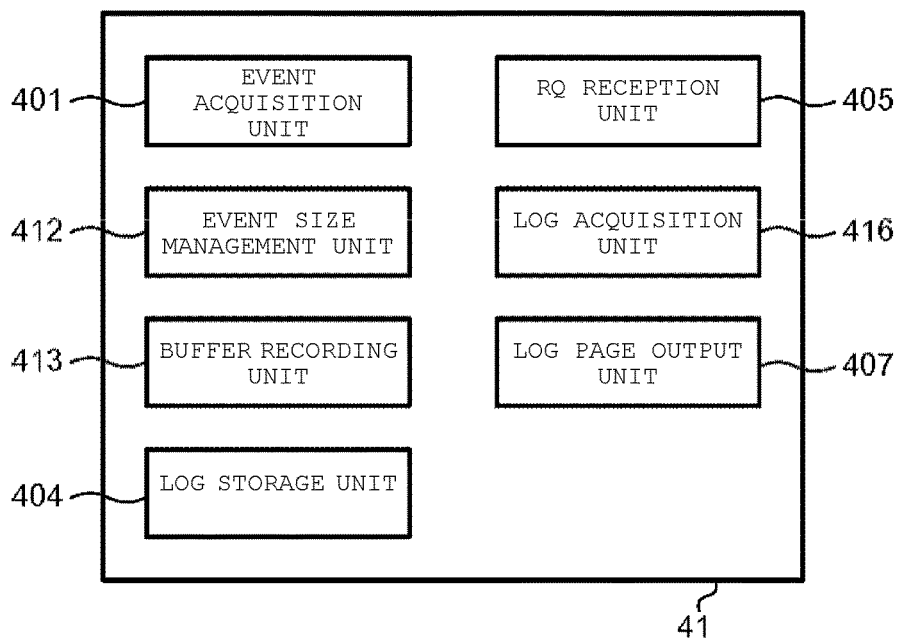 401
EVENT
ACQUISITION
UNIT
RQ RECEPTION
UNIT
405
412
EVENT SIZE
MANAGEMENT UNIT
LOG ACQUISITION
UNIT
416
413
BUFFER RECORDING
UNIT
LOG PAGE OUTPUT
UNIT
407
404
LOG STORAGE UNIT
41